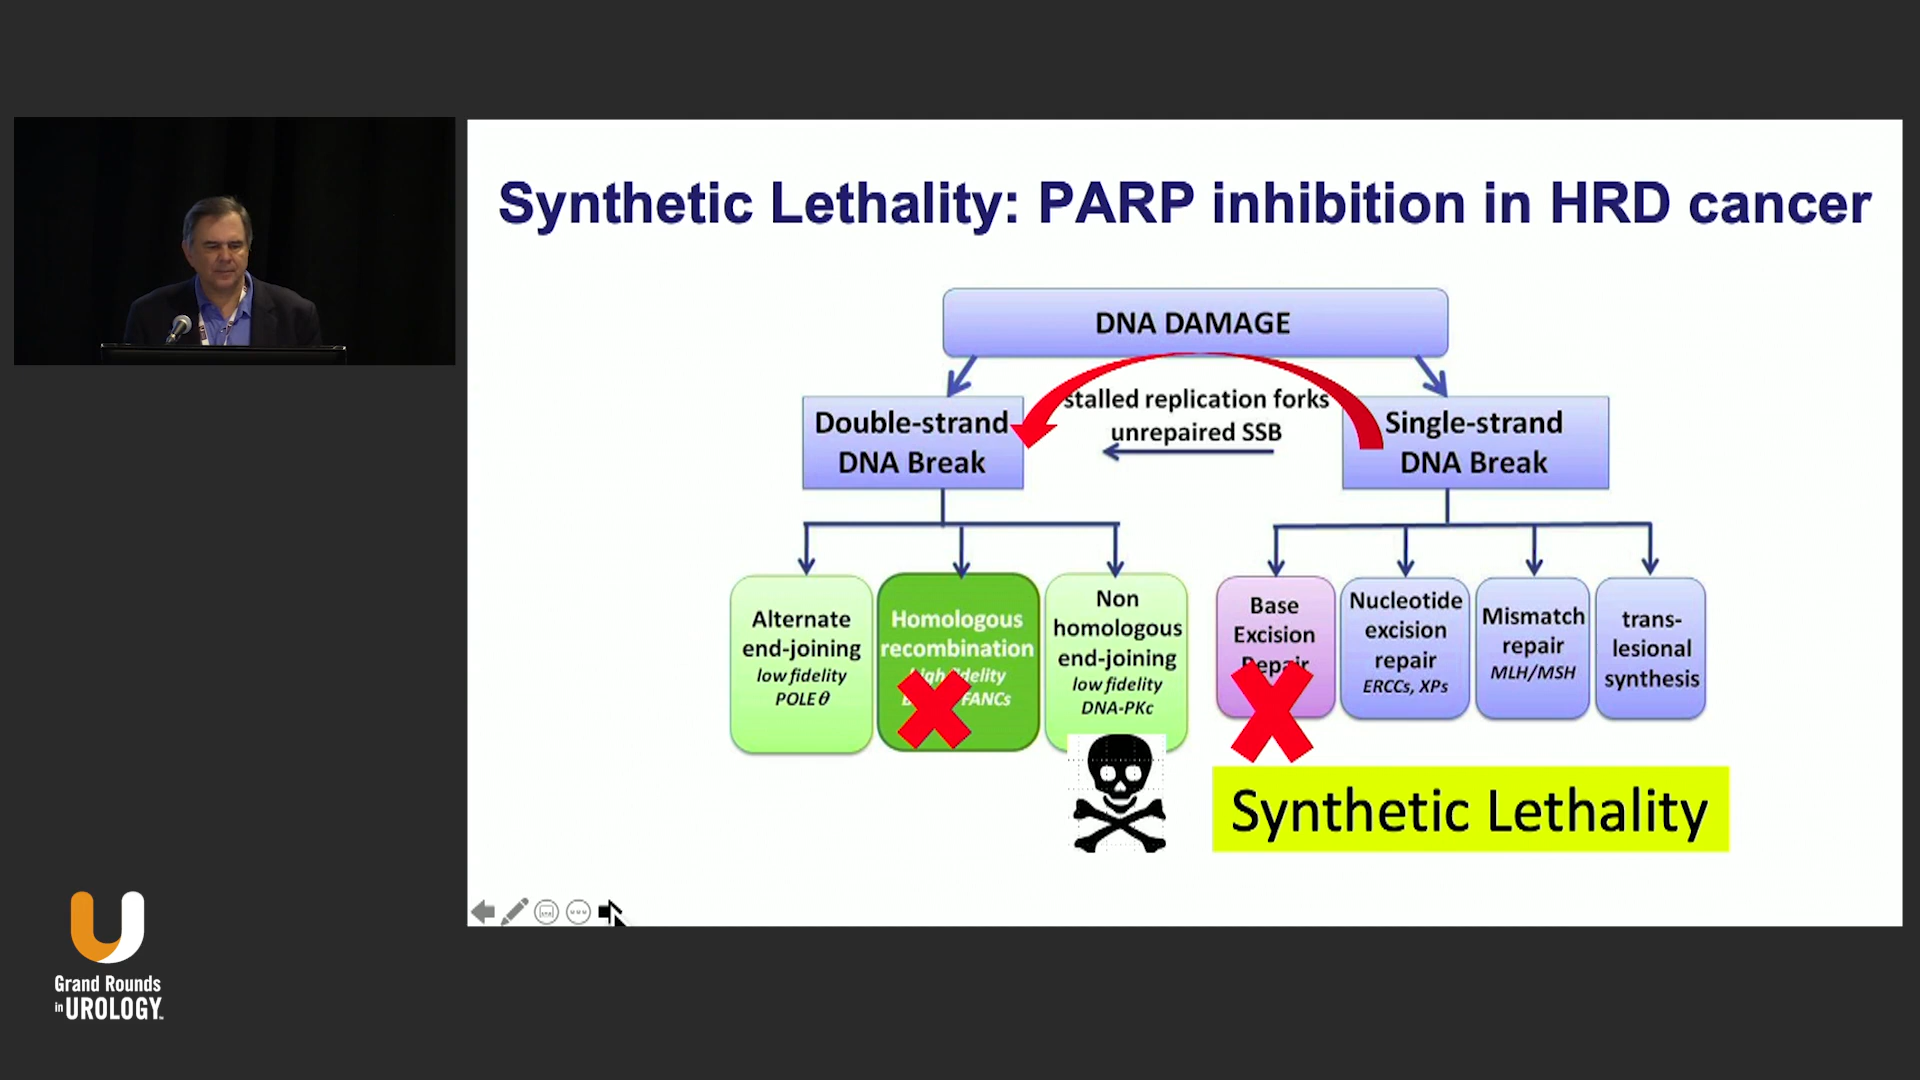 Synthetic Lethality: PARP inhibition in HRD cancer
DNA DAMAGE
stalled replication forks
unrepaired SSB
Double-strand
DNA Break
Single-strand
DNA Break
Alternate
end-joining
low fidelity
POLEθ
Homologous
recombination
high fidelity
FANCs
Non
homologous
end-joining
low fidelity
DNA-PKc
Base
Excision
Repair
Nucleotide
excision
repair
ERCCs, XPs
Mismatch
repair
MLH/MSH
trans-
lesional
synthesis
Synthetic Lethality
Grand Rounds
in UROLOGY